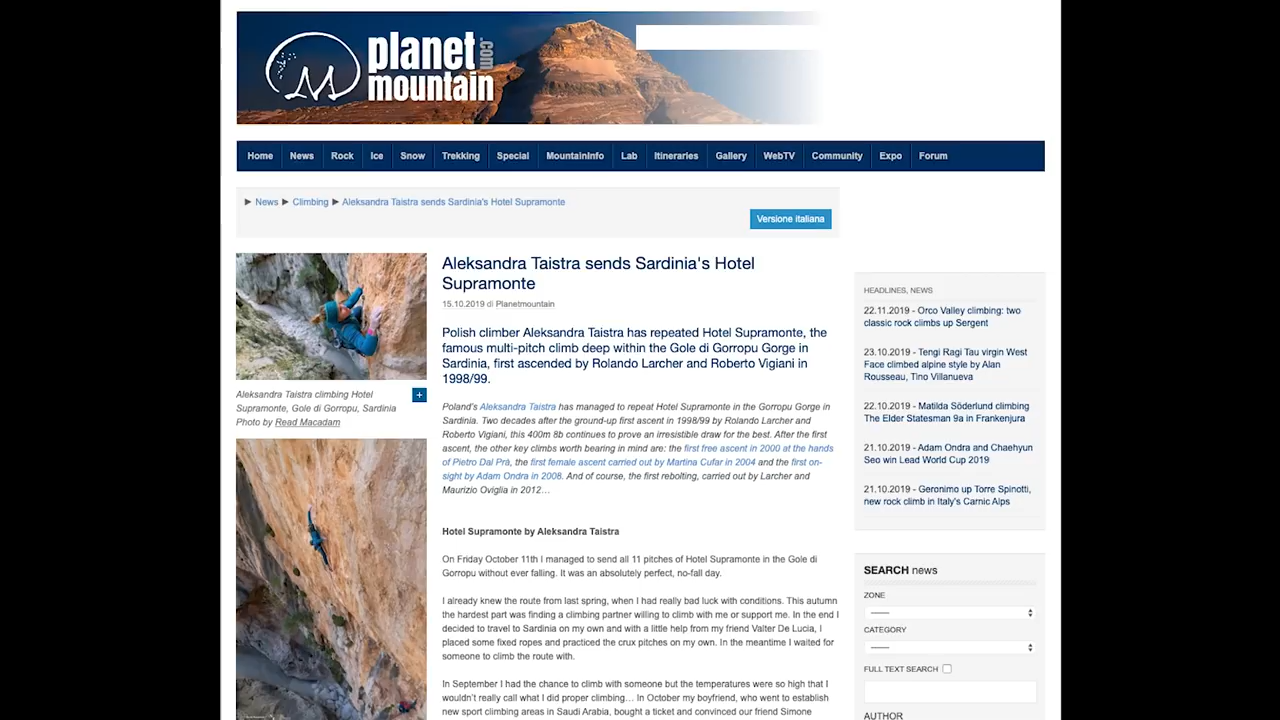 planet
.com
mountain
Home News Rock Ice Snow Trekking Special MountainInfo Lab Itineraries Gallery WebTV Community Expo Forum
News Climbing Aleksandra Taistra sends Sardinia's Hotel Supramonte
Versione italiana
Aleksandra Taistra climbing Hotel
Supramonte, Gole di Gorropu, Sardinia
Photo by Read Macadam
+
Aleksandra Taistra sends Sardinia's Hotel
Supramonte
15.10.2019 di Planetmountain
Polish climber Aleksandra Taistra has repeated Hotel Supramonte, the
famous multi-pitch climb deep within the Gole di Gorropu Gorge in
Sardinia, first ascended by Rolando Larcher and Roberto Vigiani in
1998/99.
Poland's Aleksandra Taistra has managed to repeat Hotel Supramonte in the Gorropu Gorge in
Sardinia. Two decades after the ground-up first ascent in 1998/99 by Rolando Larcher and
Roberto Vigiani, this 400m 8b continues to prove an irresistible draw for the best. After the first
ascent, the other key climbs worth bearing in mind are: the first free ascent in 2000 at the hands
of Pietro Dal Prà, the first female ascent carried out by Martina Cufar in 2004 and the first on-
sight by Adam Ondra in 2008. And of course, the first rebolting, carried out by Larcher and
Maurizio Oviglia in 2012…
Hotel Supramonte by Aleksandra Taistra
On Friday October 11th I managed to send all 11 pitches of Hotel Supramonte in the Gole di
Gorropu without ever falling. It was an absolutely perfect, no-fall day.
I already knew the route from last spring, when I had really bad luck with conditions. This autumn
the hardest part was finding a climbing partner willing to climb with me or support me. In the end I
decided to travel to Sardinia on my own and with a little help from my friend Valter De Lucia, I
placed some fixed ropes and practiced the crux pitches on my own. In the meantime I waited for
someone to climb the route with.
In September I had the chance to climb with someone but the temperatures were so high that I
wouldn't really call what I did proper climbing… In October my boyfriend, who went to establish
new sport climbing areas in Saudi Arabia, bought a ticket and convinced our friend Simone
HEADLINES, NEWS
22.11.2019 - Orco Valley climbing: two
classic rock climbs up Sergent
23.10.2019 - Tengi Ragi Tau virgin West
Face climbed alpine style by Alan
Rousseau, Tino Villanueva
22.10.2019 - Matilda Söderlund climbing
The Elder Statesman 9a in Frankenjura
21.10.2019 - Adam Ondra and Chaehyun
Seo win Lead World Cup 2019
21.10.2019 - Geronimo up Torre Spinotti,
new rock climb in Italy's Carnic Alps
SEARCH news
ZONE
------
CATEGORY
------
FULL TEXT SEARCH
AUTHOR